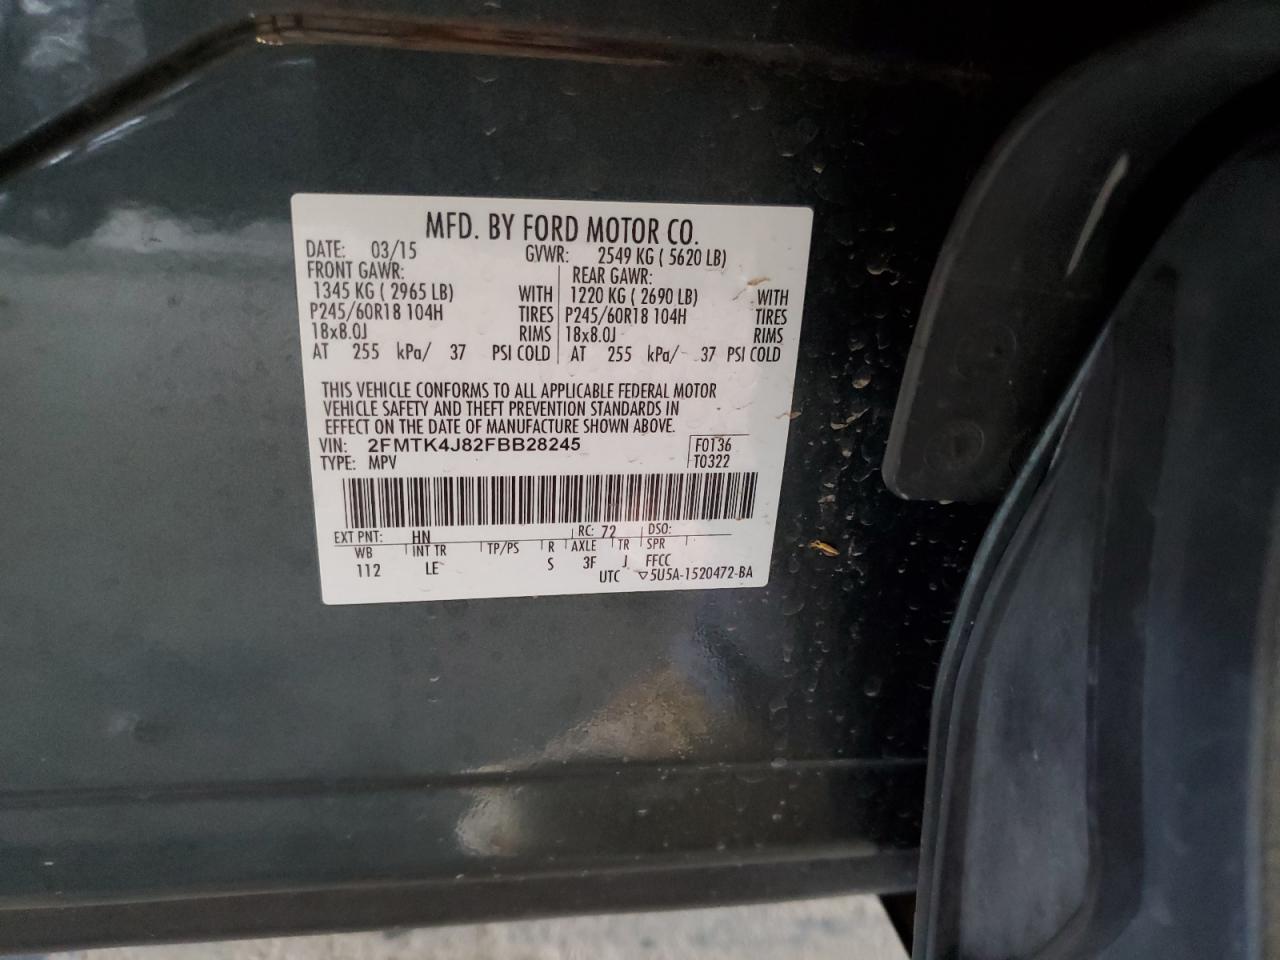 MFD. BY FORD MOTOR CO.
DATE: 03/15 GVWR: 2549 KG ( 5620 LB)
FRONT GAWR: REAR GAWR:
1345 KG ( 2965 LB) WITH 1220 KG ( 2690 LB) WITH
P245/60R18 104H TIRES P245/60R18 104H TIRES
18x8.0J RIMS 18x8.0J RIMS
AT 255 kPa/ 37 PSI COLD AT 255 kPa/ 37 PSI COLD
THIS VEHICLE CONFORMS TO ALL APPLICABLE FEDERAL MOTOR
VEHICLE SAFETY AND THEFT PREVENTION STANDARDS IN
EFFECT ON THE DATE OF MANUFACTURE SHOWN ABOVE.
VIN: 2FMTK4J82FBB28245 F0136
TYPE: MPV T0322
EXT PNT: HN RC: 72 DSO:
WB INT TR TP/PS R AXLE TR SPR
112 LE S 3F J FFCC
UTC ▽5U5A-1520472-BA